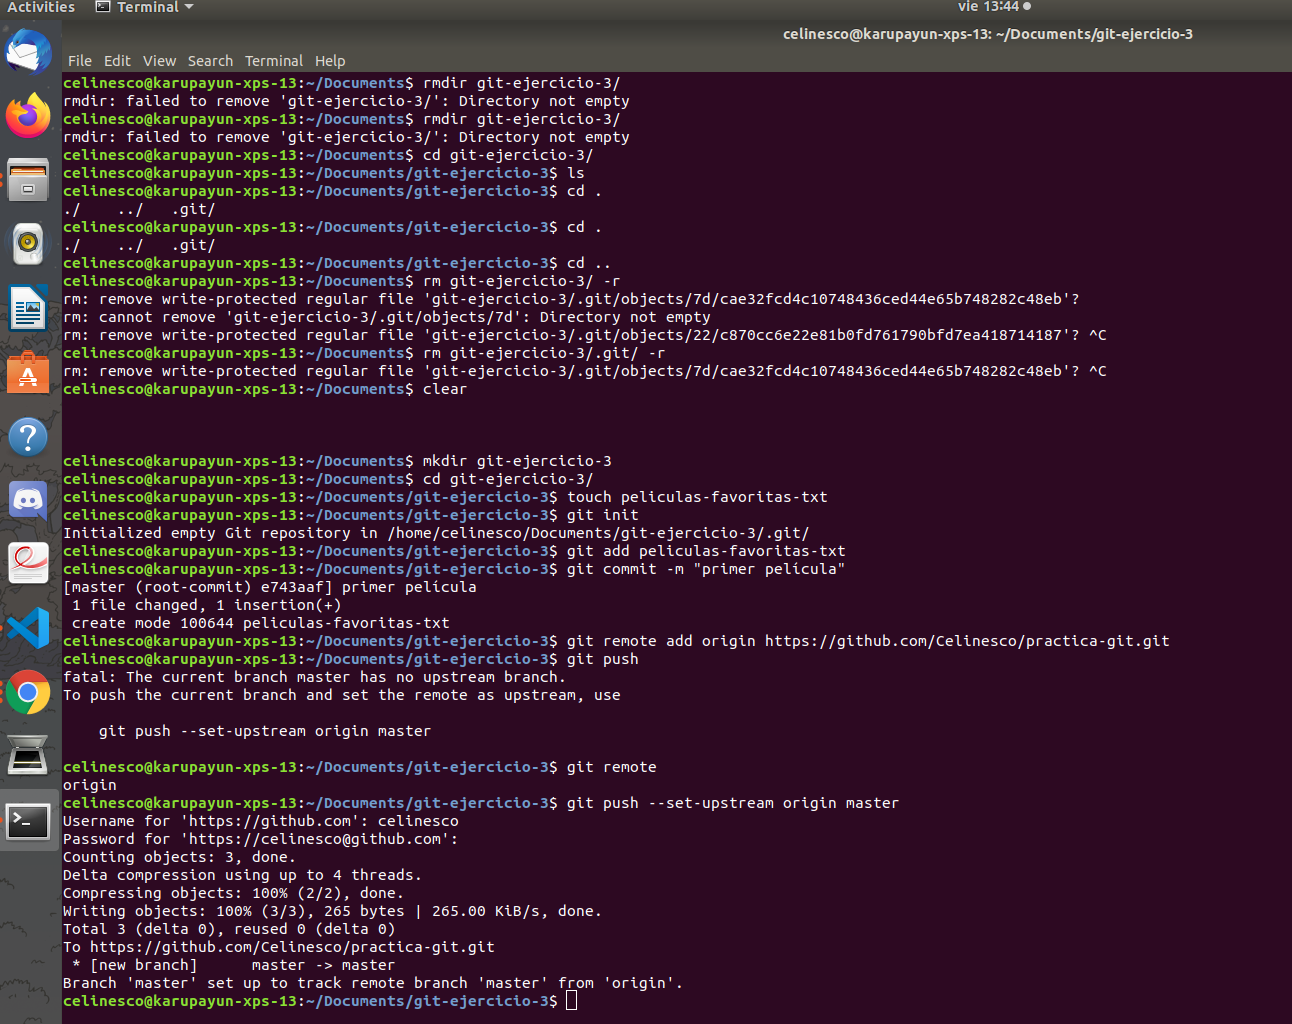 Activities
Terminal
vie 13:44
celinesco@karupayun-xps-13: ~/Documents/git-ejercicio-3
File Edit View Search Terminal Help
celinesco@karupayun-xps-13:~/Documents$ rmdir git-ejercicio-3/
rmdir: failed to remove 'git-ejercicio-3/': Directory not empty
celinesco@karupayun-xps-13:~/Documents$ rmdir git-ejercicio-3/
rmdir: failed to remove 'git-ejercicio-3/': Directory not empty
celinesco@karupayun-xps-13:~/Documents$ cd git-ejercicio-3/
celinesco@karupayun-xps-13:~/Documents/git-ejercicio-3$ ls
celinesco@karupayun-xps-13:~/Documents/git-ejercicio-3$ cd .
./    ../   .git/
celinesco@karupayun-xps-13:~/Documents/git-ejercicio-3$ cd .
./    ../   .git/
celinesco@karupayun-xps-13:~/Documents/git-ejercicio-3$ cd ..
celinesco@karupayun-xps-13:~/Documents$ rm git-ejercicio-3/ -r
rm: remove write-protected regular file 'git-ejercicio-3/.git/objects/7d/cae32fcd4c10748436ced44e65b748282c48eb'?
rm: cannot remove 'git-ejercicio-3/.git/objects/7d': Directory not empty
rm: remove write-protected regular file 'git-ejercicio-3/.git/objects/22/c870cc6e22e81b0fd761790bfd7ea418714187'? ^C
celinesco@karupayun-xps-13:~/Documents$ rm git-ejercicio-3/.git/ -r
rm: remove write-protected regular file 'git-ejercicio-3/.git/objects/7d/cae32fcd4c10748436ced44e65b748282c48eb'? ^C
celinesco@karupayun-xps-13:~/Documents$ clear
celinesco@karupayun-xps-13:~/Documents$ mkdir git-ejercicio-3
celinesco@karupayun-xps-13:~/Documents$ cd git-ejercicio-3/
celinesco@karupayun-xps-13:~/Documents/git-ejercicio-3$ touch peliculas-favoritas-txt
celinesco@karupayun-xps-13:~/Documents/git-ejercicio-3$ git init
Initialized empty Git repository in /home/celinesco/Documents/git-ejercicio-3/.git/
celinesco@karupayun-xps-13:~/Documents/git-ejercicio-3$ git add peliculas-favoritas-txt
celinesco@karupayun-xps-13:~/Documents/git-ejercicio-3$ git commit -m "primer película"
[master (root-commit) e743aaf] primer película
 1 file changed, 1 insertion(+)
 create mode 100644 peliculas-favoritas-txt
celinesco@karupayun-xps-13:~/Documents/git-ejercicio-3$ git remote add origin https://github.com/Celinesco/practica-git.git
celinesco@karupayun-xps-13:~/Documents/git-ejercicio-3$ git push
fatal: The current branch master has no upstream branch.
To push the current branch and set the remote as upstream, use
    git push --set-upstream origin master
celinesco@karupayun-xps-13:~/Documents/git-ejercicio-3$ git remote
origin
celinesco@karupayun-xps-13:~/Documents/git-ejercicio-3$ git push --set-upstream origin master
Username for 'https://github.com': celinesco
Password for 'https://celinesco@github.com':
Counting objects: 3, done.
Delta compression using up to 4 threads.
Compressing objects: 100% (2/2), done.
Writing objects: 100% (3/3), 265 bytes | 265.00 KiB/s, done.
Total 3 (delta 0), reused 0 (delta 0)
To https://github.com/Celinesco/practica-git.git
 * [new branch]      master -> master
Branch 'master' set up to track remote branch 'master' from 'origin'.
celinesco@karupayun-xps-13:~/Documents/git-ejercicio-3$